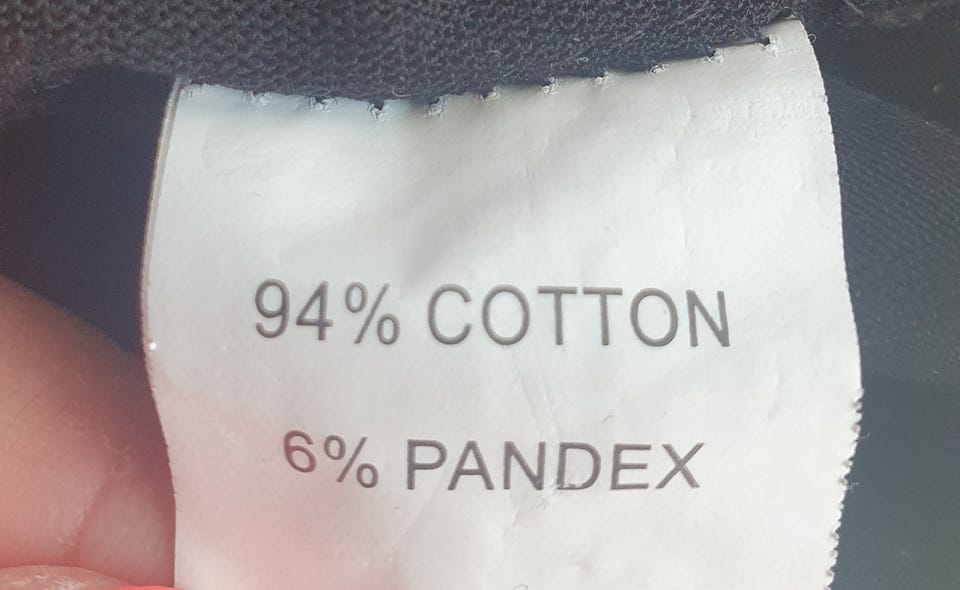 94% COTTON
6% PANDEX